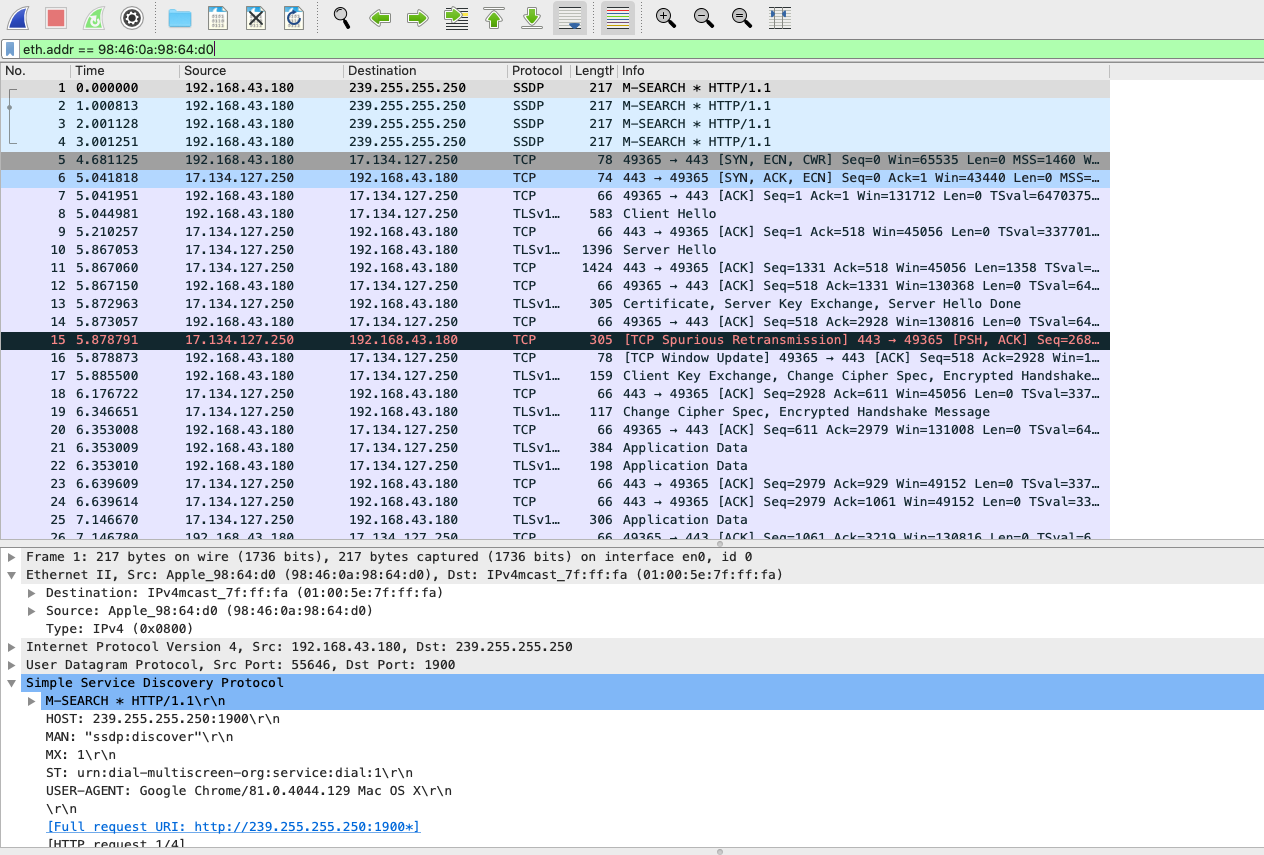 eth.addr == 98:46:0a:98:64:d0
No. Time Source Destination Protocol Length Info
1 0.000000 192.168.43.180 239.255.255.250 SSDP 217 M-SEARCH * HTTP/1.1
2 1.000813 192.168.43.180 239.255.255.250 SSDP 217 M-SEARCH * HTTP/1.1
3 2.001128 192.168.43.180 239.255.255.250 SSDP 217 M-SEARCH * HTTP/1.1
4 3.001251 192.168.43.180 239.255.255.250 SSDP 217 M-SEARCH * HTTP/1.1
5 4.681125 192.168.43.180 17.134.127.250 TCP 78 49365 → 443 [SYN, ECN, CWR] Seq=0 Win=65535 Len=0 MSS=1460 W…
6 5.041818 17.134.127.250 192.168.43.180 TCP 74 443 → 49365 [SYN, ACK, ECN] Seq=0 Ack=1 Win=43440 Len=0 MSS=…
7 5.041951 192.168.43.180 17.134.127.250 TCP 66 49365 → 443 [ACK] Seq=1 Ack=1 Win=131712 Len=0 TSval=6470375…
8 5.044981 192.168.43.180 17.134.127.250 TLSv1… 583 Client Hello
9 5.210257 17.134.127.250 192.168.43.180 TCP 66 443 → 49365 [ACK] Seq=1 Ack=518 Win=45056 Len=0 TSval=337701…
10 5.867053 17.134.127.250 192.168.43.180 TLSv1… 1396 Server Hello
11 5.867060 17.134.127.250 192.168.43.180 TCP 1424 443 → 49365 [ACK] Seq=1331 Ack=518 Win=45056 Len=1358 TSval=…
12 5.867150 192.168.43.180 17.134.127.250 TCP 66 49365 → 443 [ACK] Seq=518 Ack=1331 Win=130368 Len=0 TSval=64…
13 5.872963 17.134.127.250 192.168.43.180 TLSv1… 305 Certificate, Server Key Exchange, Server Hello Done
14 5.873057 192.168.43.180 17.134.127.250 TCP 66 49365 → 443 [ACK] Seq=518 Ack=2928 Win=130816 Len=0 TSval=64…
15 5.878791 17.134.127.250 192.168.43.180 TCP 305 [TCP Spurious Retransmission] 443 → 49365 [PSH, ACK] Seq=268…
16 5.878873 192.168.43.180 17.134.127.250 TCP 78 [TCP Window Update] 49365 → 443 [ACK] Seq=518 Ack=2928 Win=1…
17 5.885500 192.168.43.180 17.134.127.250 TLSv1… 159 Client Key Exchange, Change Cipher Spec, Encrypted Handshake…
18 6.176722 17.134.127.250 192.168.43.180 TCP 66 443 → 49365 [ACK] Seq=2928 Ack=611 Win=45056 Len=0 TSval=337…
19 6.346651 17.134.127.250 192.168.43.180 TLSv1… 117 Change Cipher Spec, Encrypted Handshake Message
20 6.353008 192.168.43.180 17.134.127.250 TCP 66 49365 → 443 [ACK] Seq=611 Ack=2979 Win=131008 Len=0 TSval=64…
21 6.353009 192.168.43.180 17.134.127.250 TLSv1… 384 Application Data
22 6.353010 192.168.43.180 17.134.127.250 TLSv1… 198 Application Data
23 6.639609 17.134.127.250 192.168.43.180 TCP 66 443 → 49365 [ACK] Seq=2979 Ack=929 Win=49152 Len=0 TSval=337…
24 6.639614 17.134.127.250 192.168.43.180 TCP 66 443 → 49365 [ACK] Seq=2979 Ack=1061 Win=49152 Len=0 TSval=33…
25 7.146670 17.134.127.250 192.168.43.180 TLSv1… 306 Application Data
26 7.146780 192.168.43.180 17.134.127.250 TCP 66 49365 → 443 [ACK] Seq=1061 Ack=3219 Win=130816 Len=0 TSval=6…
Frame 1: 217 bytes on wire (1736 bits), 217 bytes captured (1736 bits) on interface en0, id 0
Ethernet II, Src: Apple_98:64:d0 (98:46:0a:98:64:d0), Dst: IPv4mcast_7f:ff:fa (01:00:5e:7f:ff:fa)
Destination: IPv4mcast_7f:ff:fa (01:00:5e:7f:ff:fa)
Source: Apple_98:64:d0 (98:46:0a:98:64:d0)
Type: IPv4 (0x0800)
Internet Protocol Version 4, Src: 192.168.43.180, Dst: 239.255.255.250
User Datagram Protocol, Src Port: 55646, Dst Port: 1900
Simple Service Discovery Protocol
M-SEARCH * HTTP/1.1\r\n
HOST: 239.255.255.250:1900\r\n
MAN: "ssdp:discover"\r\n
MX: 1\r\n
ST: urn:dial-multiscreen-org:service:dial:1\r\n
USER-AGENT: Google Chrome/81.0.4044.129 Mac OS X\r\n
\r\n
[Full request URI: http://239.255.255.250:1900*]
[HTTP request 1/4]